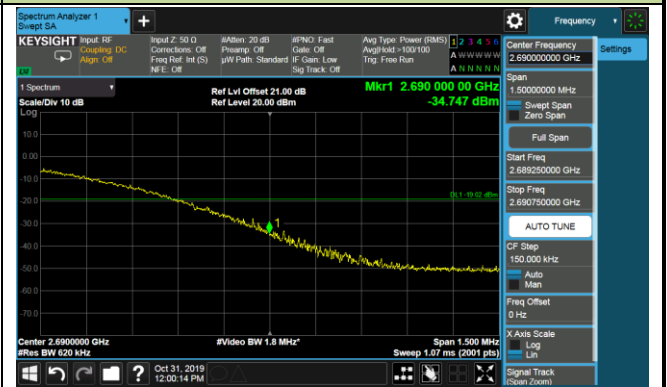 Spectrum Analyzer 1
Swept SA
+
Frequency
KEYSIGHT
Input: RF
Coupling: DC
Align: Off
Input Z: 50 Ω
Corrections: Off
Freq Ref: Int (S)
NFE: Off
#Atten: 20 dB
Preamp: Off
µW Path: Standard
#PNO: Fast
Gate: Off
IF Gain: Low
Sig Track: Off
Avg Type: Power (RMS)
Avg|Hold:>100/100
Trig: Free Run
1 2 3 4 5 6
A W W W W W
A N N N N N
1 Spectrum
Scale/Div 10 dB
Log
Ref Lvl Offset 21.00 dB
Ref Level 20.00 dBm
Mkr1 2.690 000 00 GHz
-34.747 dBm
10.0
0.00
-10.0
-20.0
-30.0
-40.0
-50.0
-60.0
-70.0
DL1 -19.02 dBm
1
Center 2.6900000 GHz
#Res BW 620 kHz
#Video BW 1.8 MHz*
Span 1.500 MHz
Sweep 1.07 ms (2001 pts)
Oct 31, 2019
12:00:14 PM
?
Center Frequency
2.690000000 GHz
Settings
Span
1.50000000 MHz
Swept Span
Zero Span
Full Span
Start Freq
2.689250000 GHz
Stop Freq
2.690750000 GHz
AUTO TUNE
CF Step
150.000 kHz
Auto
Man
Freq Offset
0 Hz
X Axis Scale
Log
Lin
Signal Track
(Span Zoom)